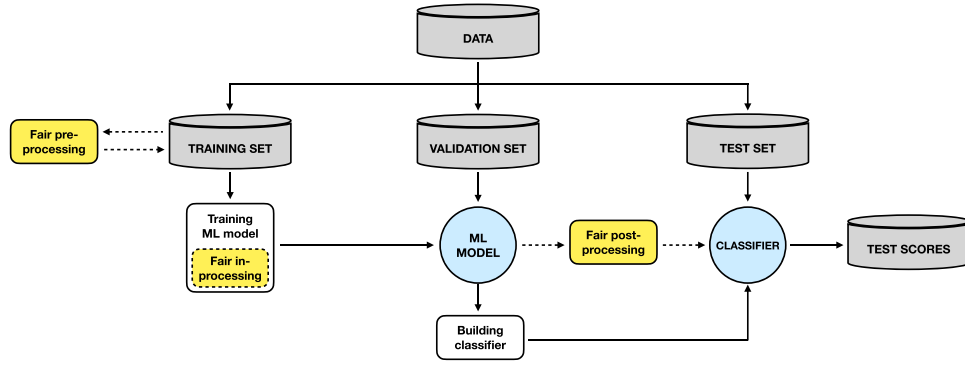 DATA
Fair pre-
processing
TRAINING SET
VALIDATION SET
TEST SET
Training
ML model
Fair in-
processing
ML
MODEL
Fair post-
processing
CLASSIFIER
TEST SCORES
Building
classifier